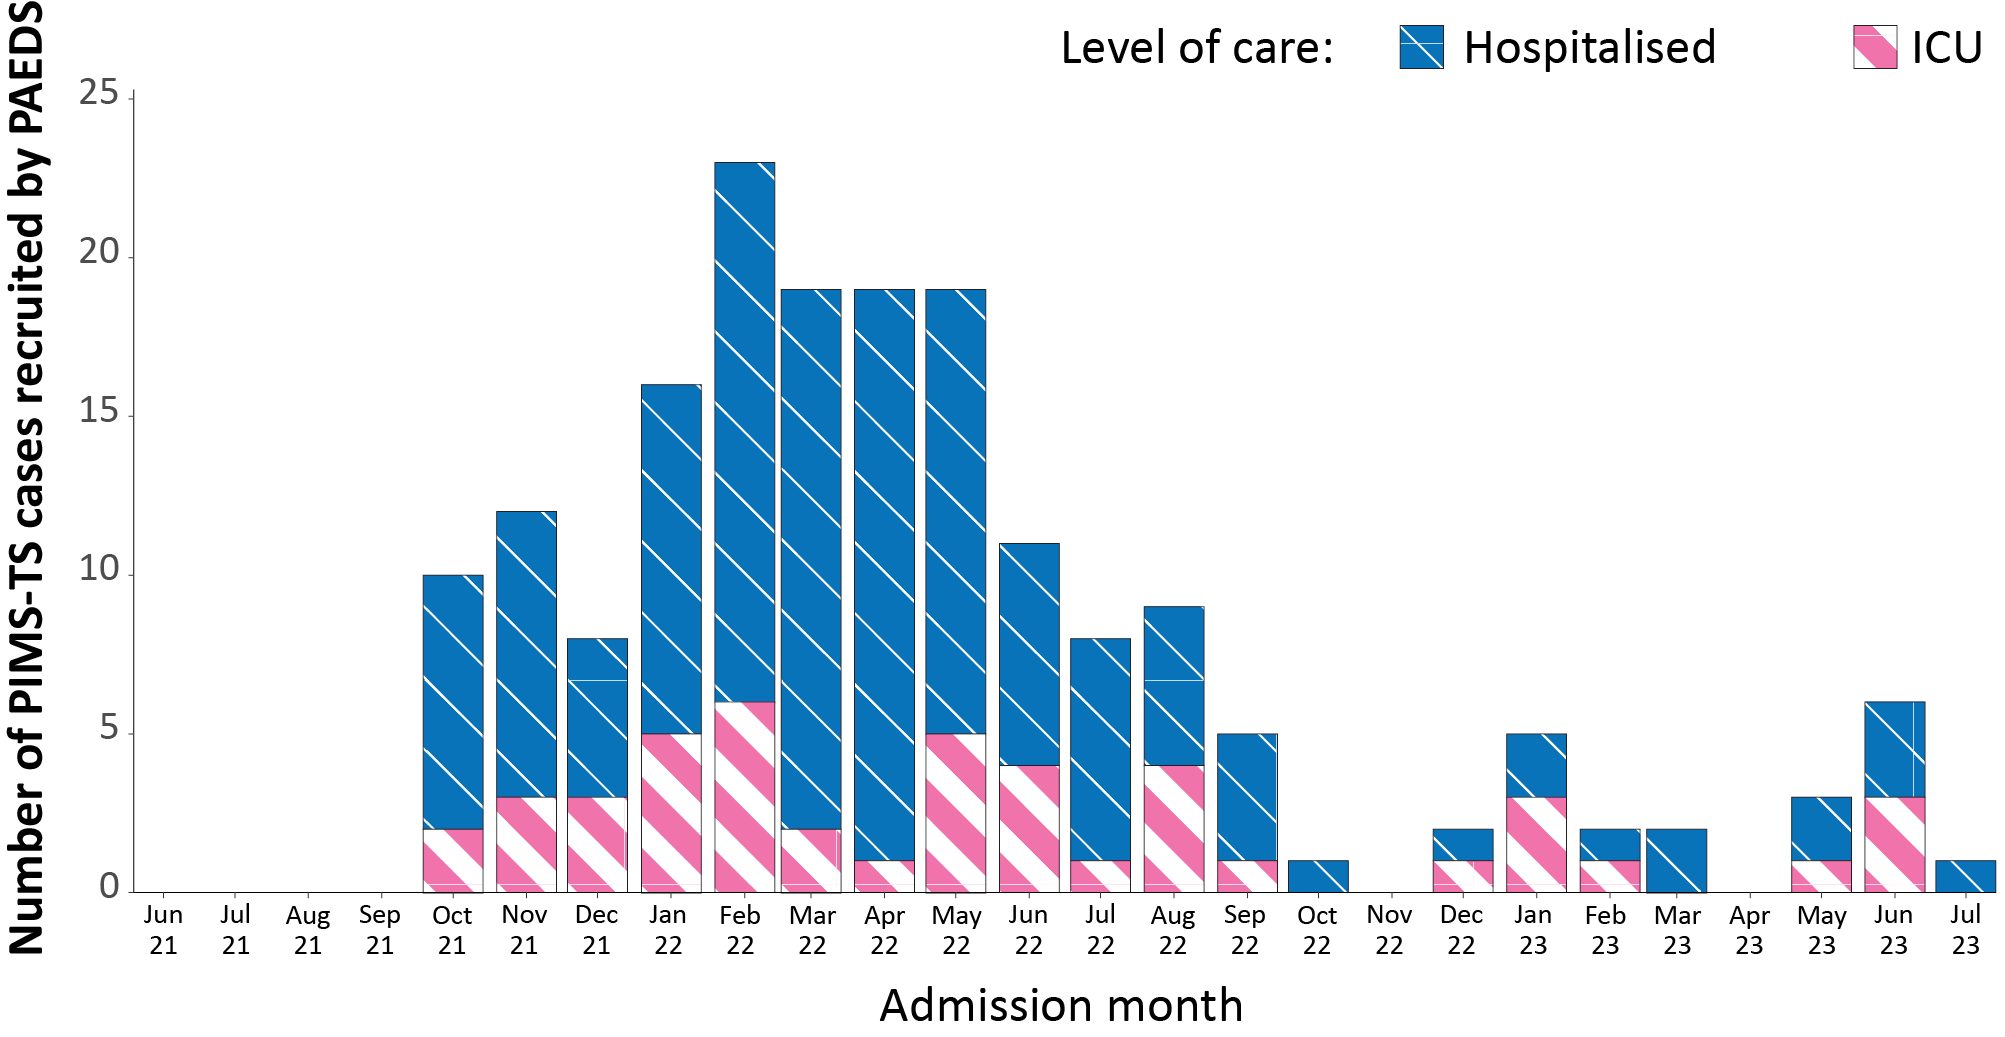 Level of care: Hospitalised ICU
Number of PIMS-TS cases recruited by PAEDS
25
20
15
10
5
0
Jun Jul Aug Sep Oct Nov Dec Jan Feb Mar Apr May Jun Jul Aug Sep Oct Nov Dec Jan Feb Mar Apr May Jun Jul
21 21 21 21 21 21 21 22 22 22 22 22 22 22 22 22 22 22 22 23 23 23 23 23 23 23
Admission month